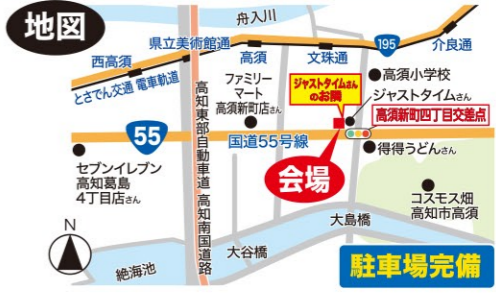 地図
舟入川
195
県立美術館通
高須
文珠通
介良通
西高須
とさでん交通 電車軌道
ファミリー
マート
高須新町店さん
ジャストタイムさん
のお隣
高須小学校
ジャストタイムさん
高須新町四丁目交差点
高知東部自動車道 高知南国道路
55
国道55号線
得得うどんさん
セブンイレブン
高知葛島
4丁目店さん
会場
コスモス畑
高知市高須
大島橋
N
大谷橋
絶海池
駐車場完備